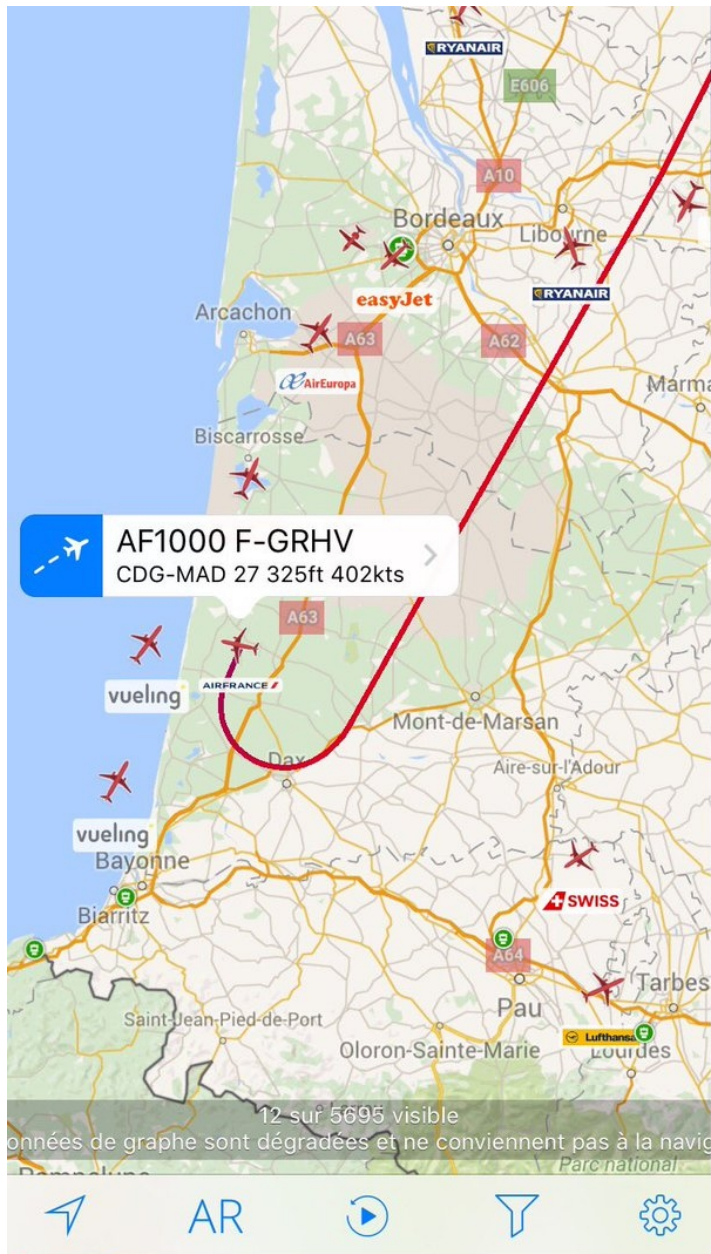 RYANAIR
E606
A10
Bordeaux
Libourne
RYANAIR
easyJet
Arcachon
A63
A62
AirEuropa
Marma
Biscarrosse
AF1000 F-GRHV
CDG-MAD 27 325ft 402kts
A63
vueling
AIRFRANCE
Mont-de-Marsan
Dax
Aire-sur-l'Adour
vueling
Bayonne
SWISS
Biarritz
A64
Tarbes
Pau
Saint-Jean-Pied-de-Port
Lufthansa
Oloron-Sainte-Marie
Lourdes
12 sur 5695 visible
onnées de graphe sont dégradées et ne conviennent pas à la navig
Parc national
AR